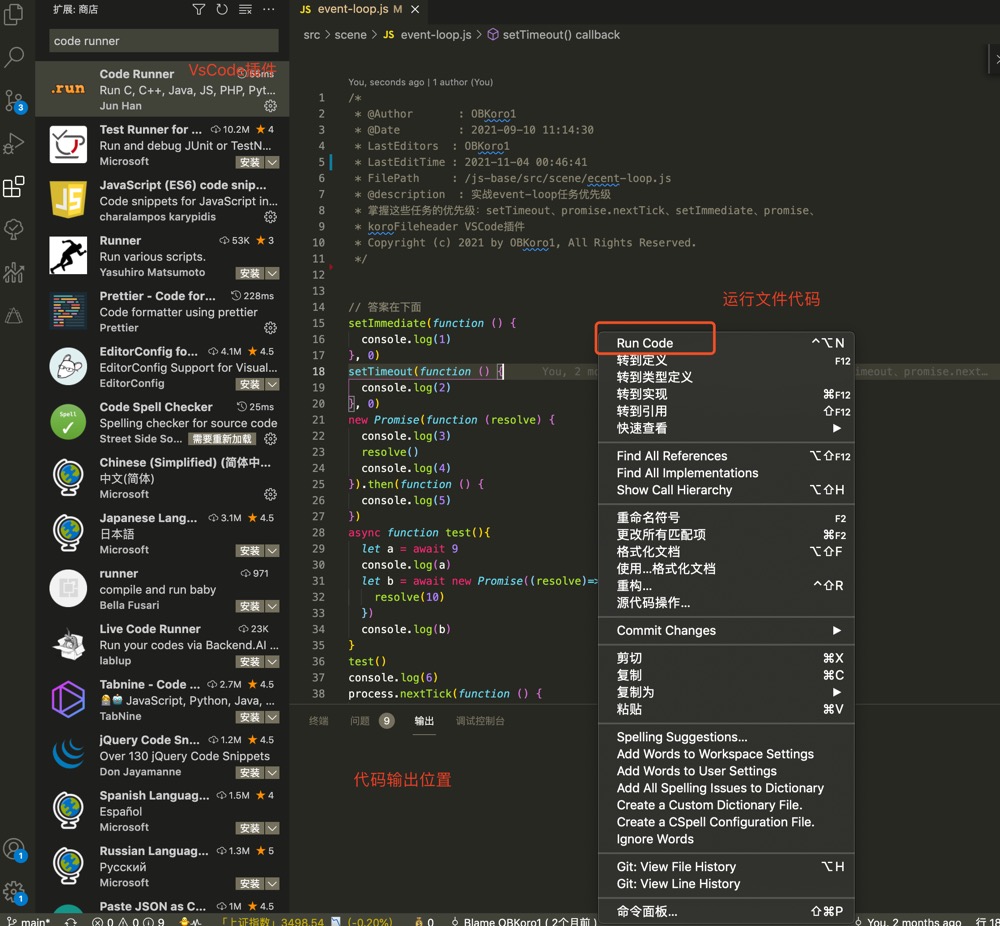 扩展: 商店
code runner
VsCode插件
Code Runner 55ms
Run C, C++, Java, JS, PHP, Pyt...
Jun Han
Test Runner for ... 10.2M ★ 4
Run and debug JUnit or TestN...
Microsoft 安装
JavaScript (ES6) code snip...
Code snippets for JavaScript in...
charalampos karypidis
Runner 53K ★ 3
Run various scripts.
Yasuhiro Matsumoto 安装
Prettier - Code for... 228ms
Code formatter using prettier
Prettier
EditorConfig fo... 4.1M ★ 4.5
EditorConfig Support for Visual...
EditorConfig 安装
Code Spell Checker 25ms
Spelling checker for source code
Street Side So... 需要重新加载
Chinese (Simplified) (简体中...
中文(简体)
Microsoft
Japanese Lang... 3.1M ★ 4.5
日本語
Microsoft 安装
runner 971
compile and run baby
Bella Fusari 安装
Live Code Runner 23K
Run your codes via Backend.AI ...
lablup 安装
Tabnine - Code ... 2.7M ★ 4.5
JavaScript, Python, Java, ...
TabNine 安装
jQuery Code Sn... 1.2M ★ 4.5
Over 130 jQuery Code Snippets
Don Jayamanne 安装
Spanish Languag... 1.5M ★ 4
Español
Microsoft 安装
Russian Languag... 1.3M ★ 5
Русский
Microsoft 安装
Paste JSON as C... 1M ★ 4
.run
JS
Spell
3
1
1
JS event-loop.js M ×
src > scene > JS event-loop.js > setTimeout() callback
You, seconds ago | 1 author (You)
1 /*
2 * @Author : OBKoro1
3 * @Date : 2021-09-10 11:14:30
4 * LastEditors : OBKoro1
5 * LastEditTime : 2021-11-04 00:46:41
6 * FilePath : /js-base/src/scene/ecent-loop.js
7 * @description : 实战event-loop任务优先级
8 * 掌握这些任务的优先级: setTimeout、promise.nextTick、setImmediate、promise、
9 * koroFileheader VSCode插件
10 * Copyright (c) 2021 by OBKoro1, All Rights Reserved.
11 */
12
13
14 // 答案在下面
15 setImmediate(function () {
16 console.log(1)
17 }, 0)
18 setTimeout(function () { You, 2 mo imeout、promise.next...
19 console.log(2)
20 }, 0)
21 new Promise(function (resolve) {
22 console.log(3)
23 resolve()
24 console.log(4)
25 }).then(function () {
26 console.log(5)
27 })
28 async function test(){
29 let a = await 9
30 console.log(a)
31 let b = await new Promise((resolve)=>
32 resolve(10)
33 })
34 console.log(b)
35 }
36 test()
37 console.log(6)
38 process.nextTick(function () {
运行文件代码
Run Code ^⌥N
转到定义 F12
转到类型定义
转到实现 ⌘F12
转到引用 ⇧F12
快速查看 ▶
Find All References ⌥⇧F12
Find All Implementations
Show Call Hierarchy ⌥⇧H
重命名符号 F2
更改所有匹配项 ⌘F2
格式化文档 ⌥⇧F
使用...格式化文档
重构... ^⇧R
源代码操作...
Commit Changes ▶
剪切 ⌘X
复制 ⌘C
复制为 ▶
粘贴 ⌘V
Spelling Suggestions...
Add Words to Workspace Settings
Add Words to User Settings
Add All Spelling Issues to Dictionary
Create a Custom Dictionary File.
Create a CSpell Configuration File.
Ignore Words
Git: View File History ⌥H
Git: View Line History
命令面板... ⇧⌘P
终端 问题 9 输出 调试控制台
代码输出位置
main* 0 0 9 「上证指数」3498.54 (-0.20%) 0 Blame OBKoro1 ( 2个月前 ) You, 2 months ago 行 18